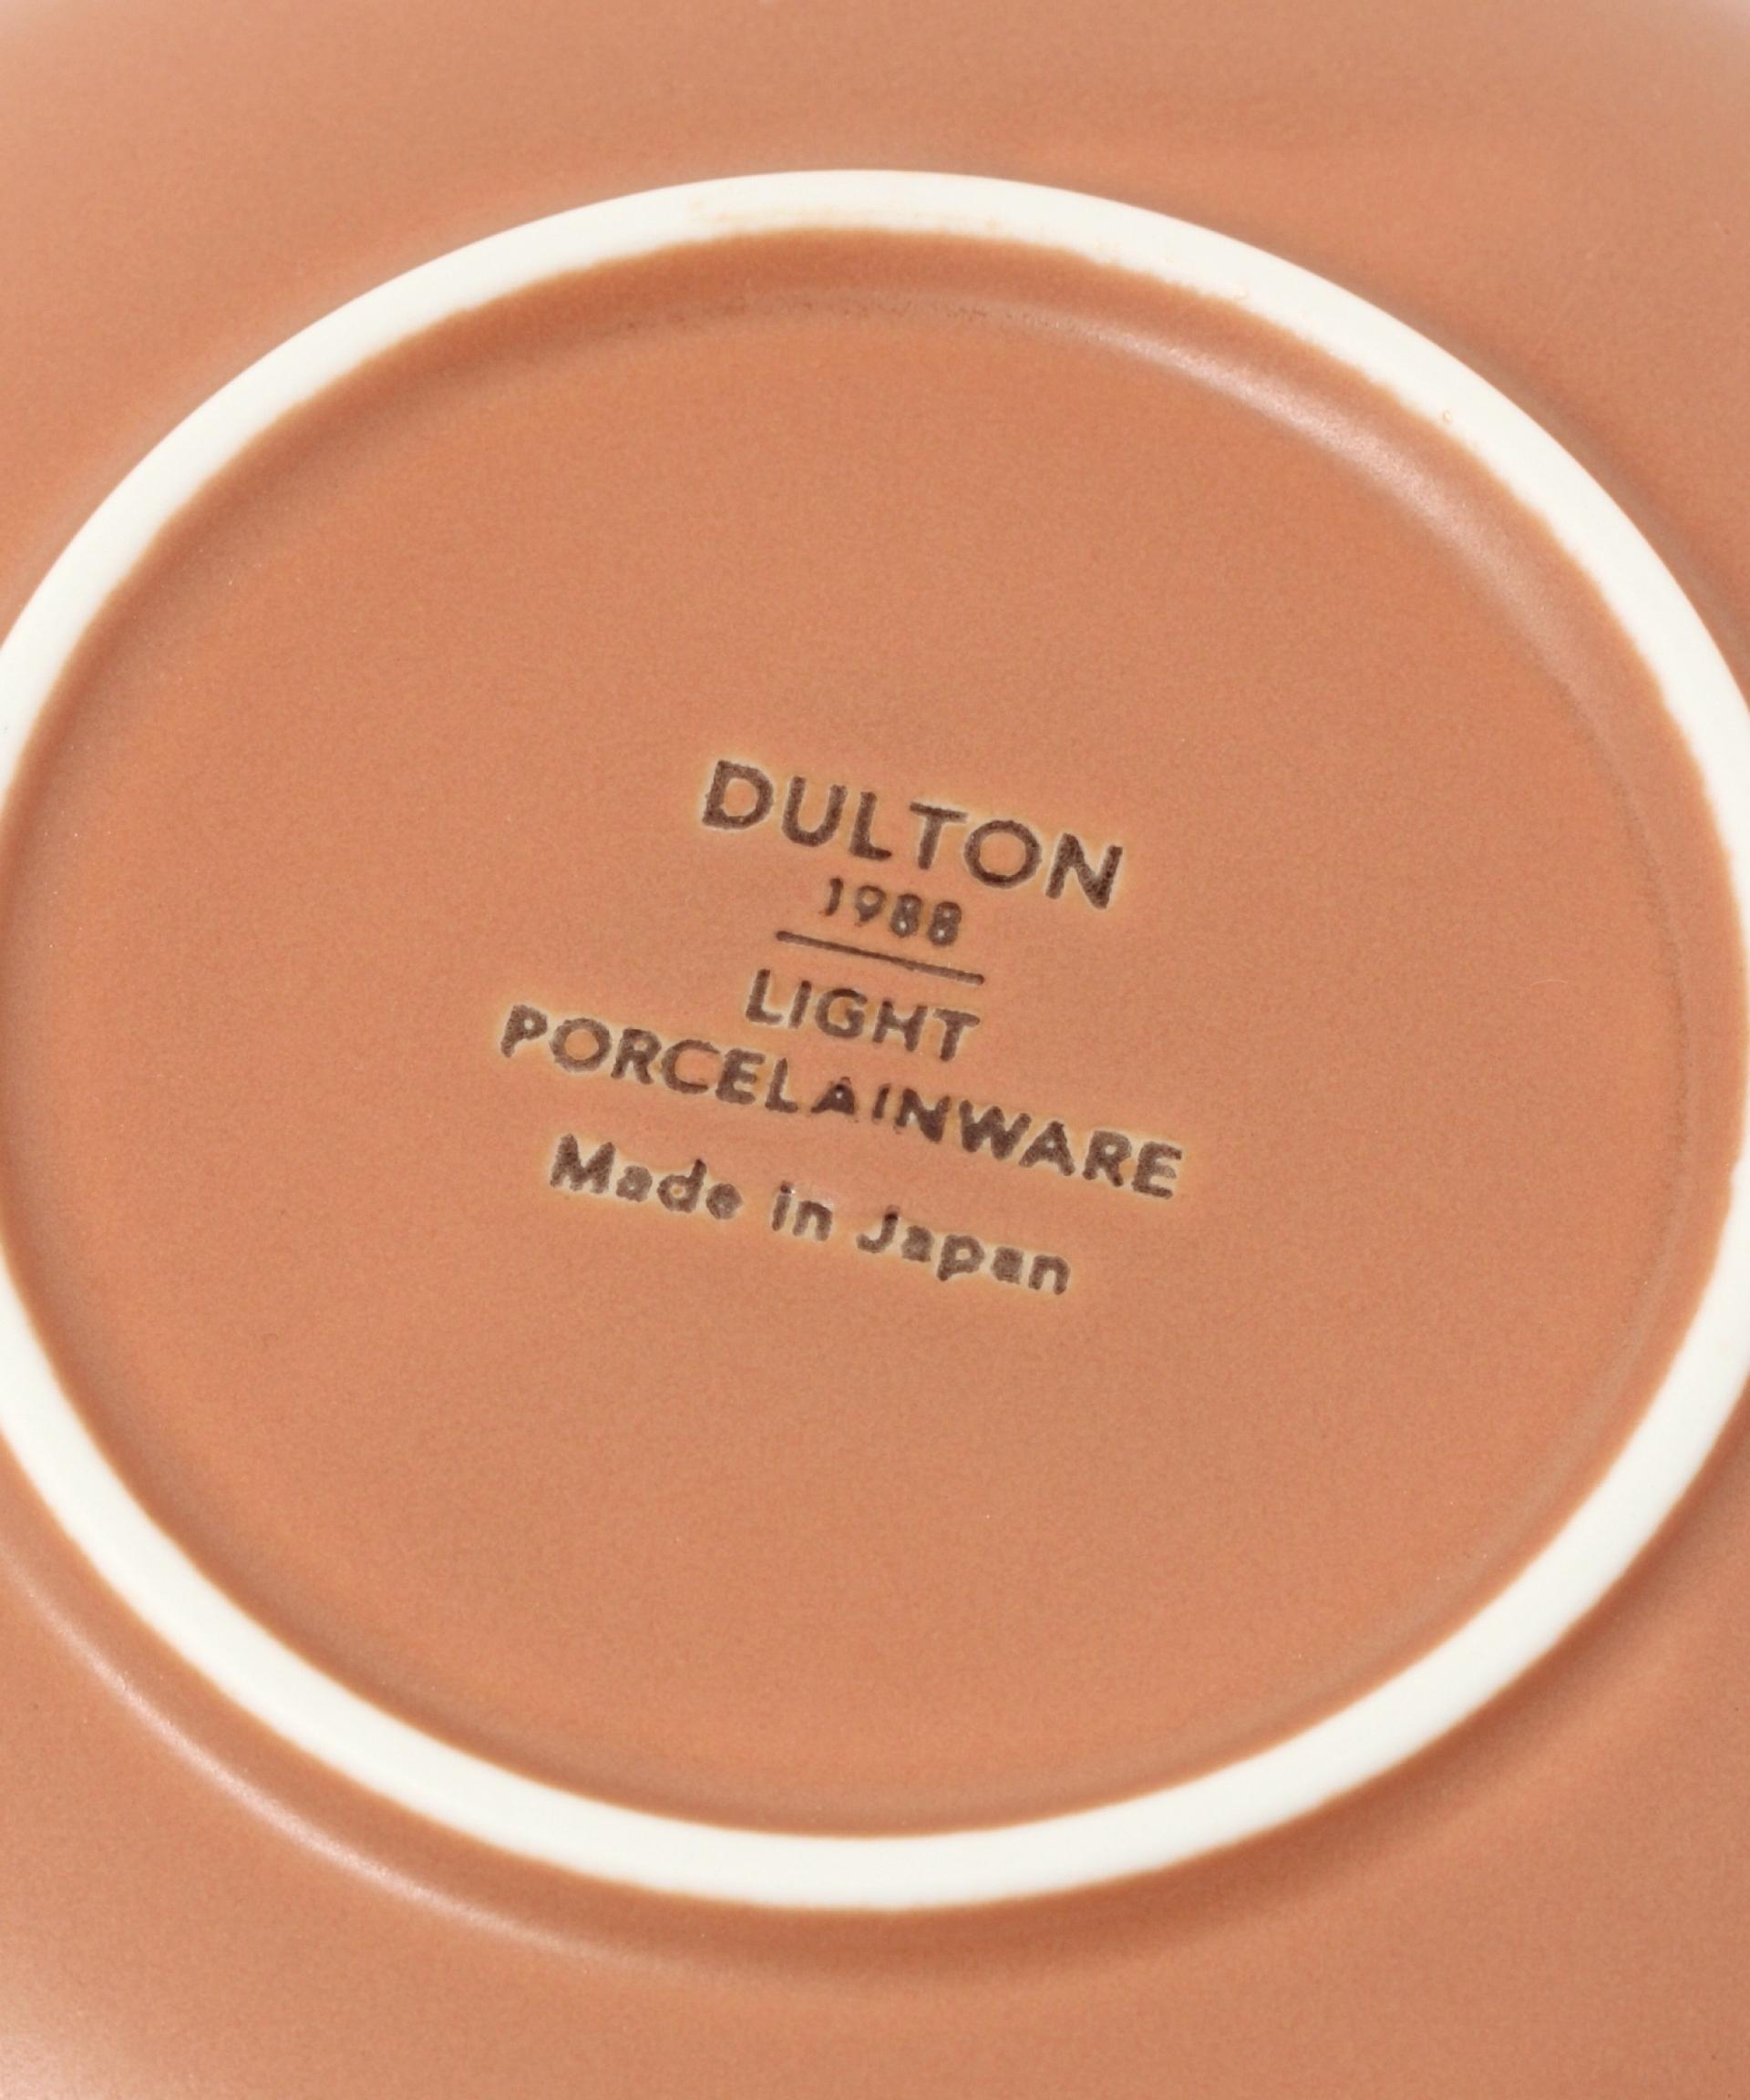 DULTON
1988
LIGHT
PORCELAINWARE
Made in Japan